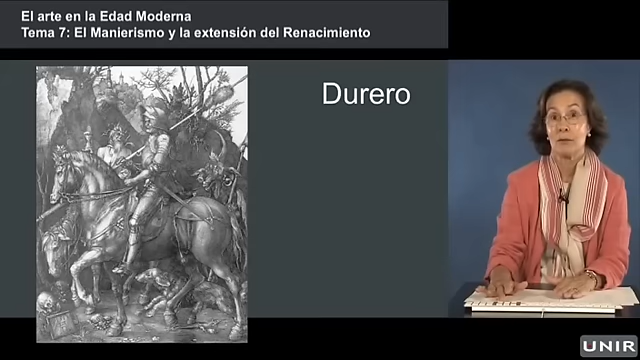 El arte en la Edad Moderna
Tema 7: El Manierismo y la extensión del Renacimiento
Durero
UNIR